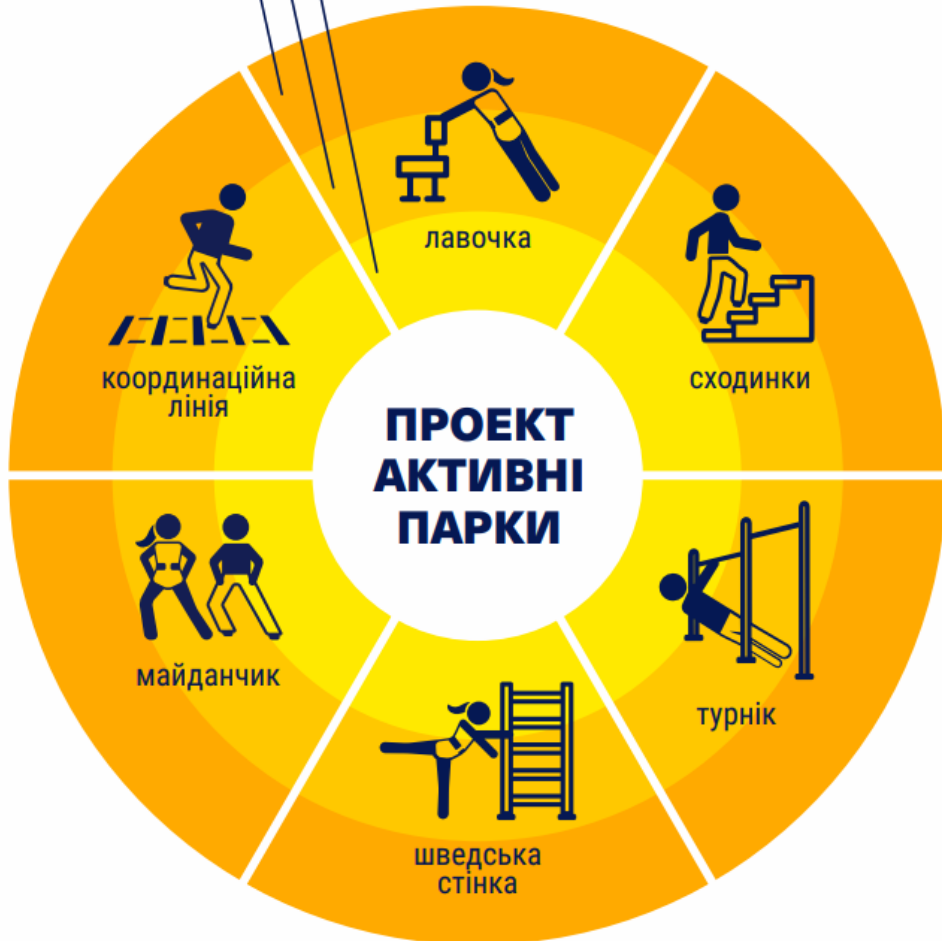 лавочка
координаційна
лінія
сходинки
ПРОЕКТ
АКТИВНІ
ПАРКИ
майданчик
турнік
шведська
стінка